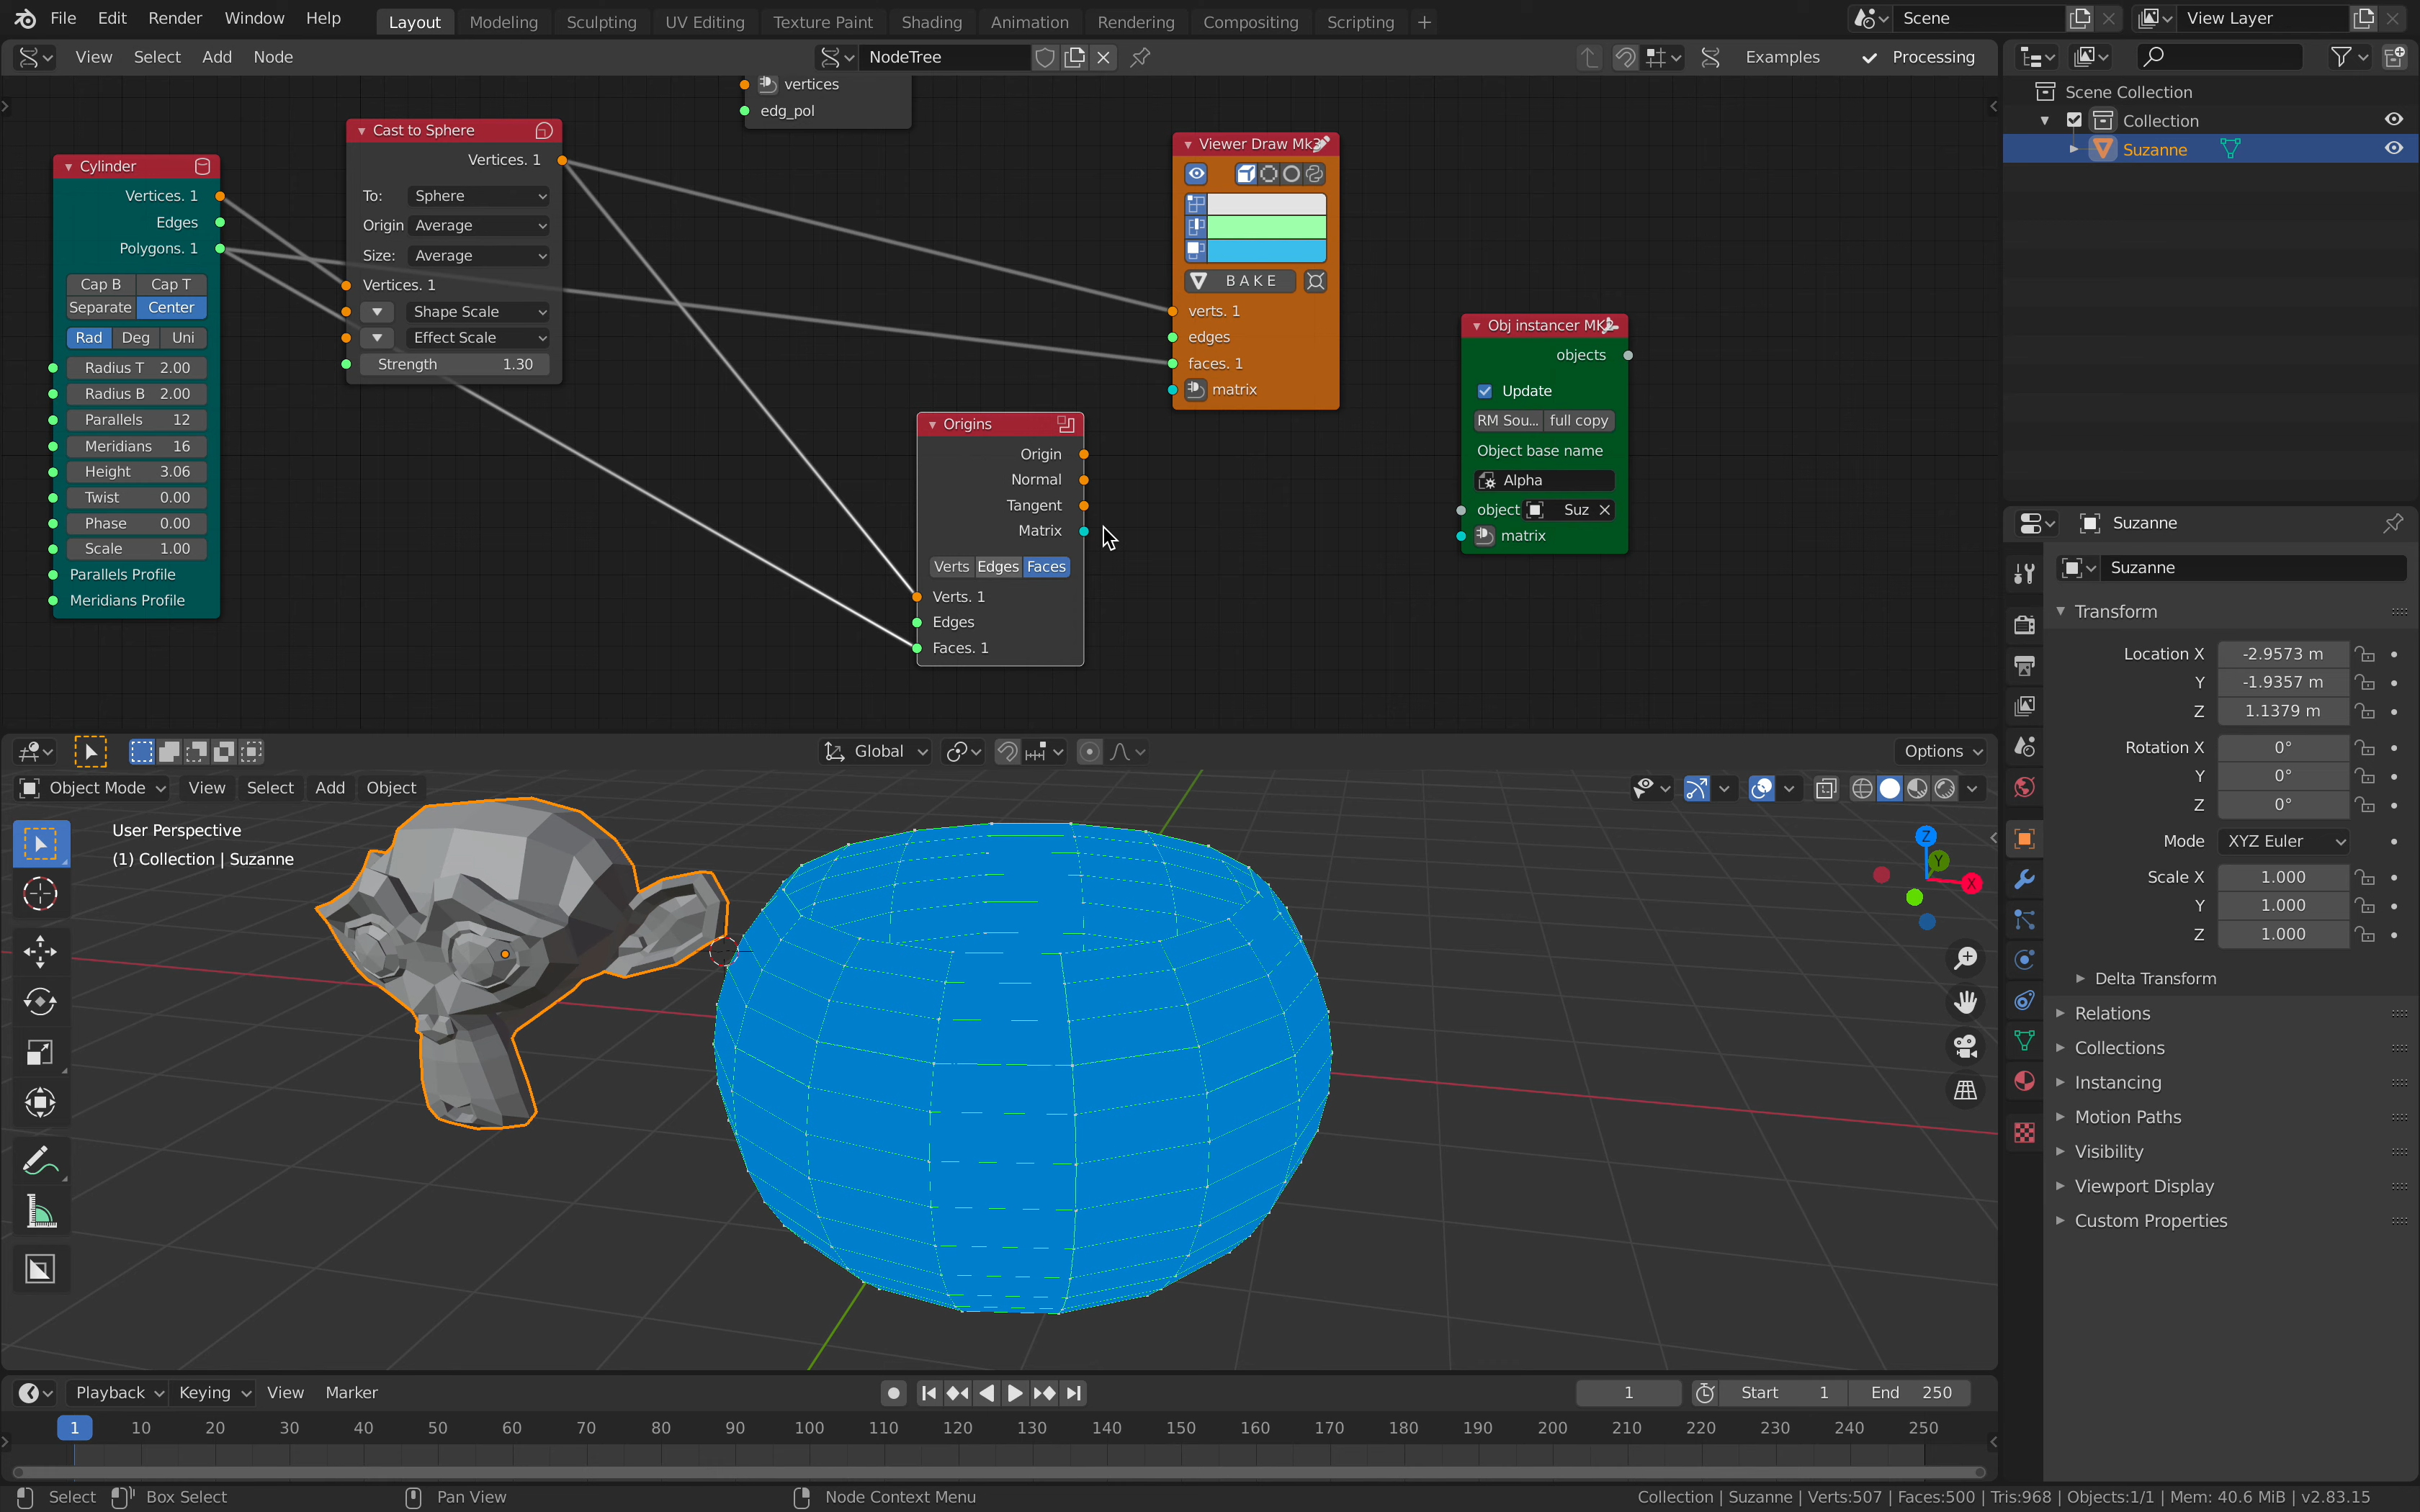 File Edit Render Window Help Layout Modeling Sculpting UV Editing Texture Paint Shading Animation Rendering Compositing Scripting + Scene View Layer
View Select Add Node NodeTree Examples Processing
vertices
edg_pol
Cylinder
Vertices. 1
Edges
Polygons. 1
Cap B Cap T
Separate Center
Rad Deg Uni
Radius T 2.00
Radius B 2.00
Parallels 12
Meridians 16
Height 3.06
Twist 0.00
Phase 0.00
Scale 1.00
Parallels Profile
Meridians Profile
Cast to Sphere
Vertices. 1
To: Sphere
Origin Average
Size: Average
Vertices. 1
Shape Scale
Effect Scale
Strength 1.30
Origins
Origin
Normal
Tangent
Matrix
Verts Edges Faces
Verts. 1
Edges
Faces. 1
Viewer Draw Mk3
BAKE
verts. 1
edges
faces. 1
matrix
Obj instancer MK2
objects
Update
RM Sou... full copy
Object base name
Alpha
object Suz
matrix
Scene Collection
Collection
Suzanne
Suzanne
Suzanne
Transform
Location X -2.9573 m
Y -1.9357 m
Z 1.1379 m
Rotation X 0°
Y 0°
Z 0°
Mode XYZ Euler
Scale X 1.000
Y 1.000
Z 1.000
Delta Transform
Relations
Collections
Instancing
Motion Paths
Visibility
Viewport Display
Custom Properties
Global Options
Object Mode View Select Add Object
User Perspective
(1) Collection | Suzanne
Z
Y
X
Playback Keying View Marker 1 Start 1 End 250
1 10 20 30 40 50 60 70 80 90 100 110 120 130 140 150 160 170 180 190 200 210 220 230 240 250
Select Box Select Pan View Node Context Menu Collection | Suzanne | Verts:507 | Faces:500 | Tris:968 | Objects:1/1 | Mem: 40.6 MiB | v2.83.15